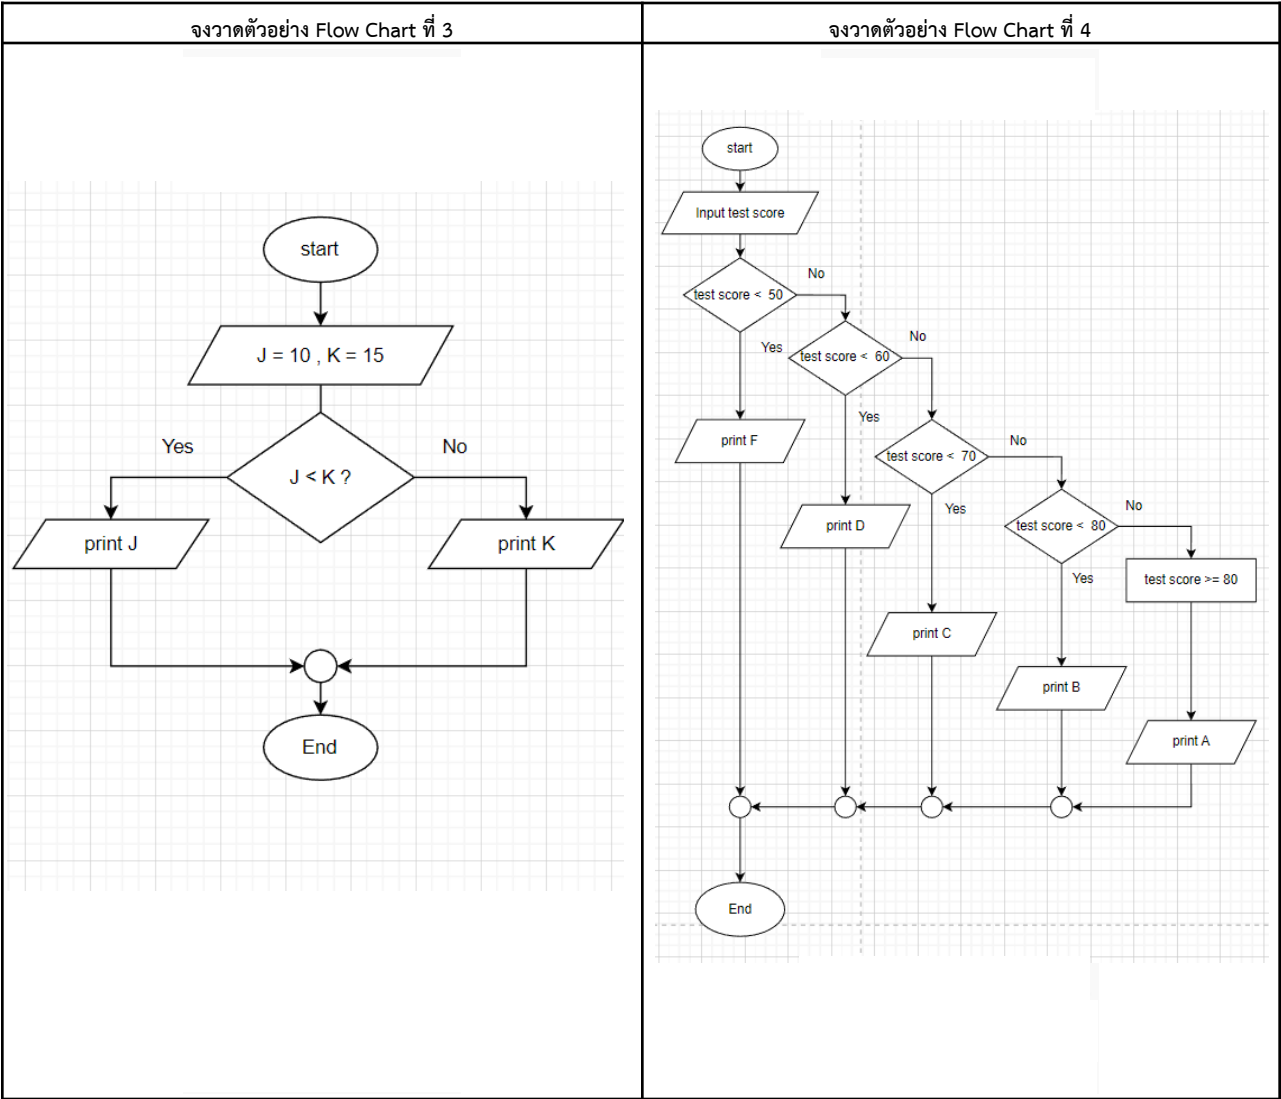 จงวาดตัวอย่าง Flow Chart ที่ 3
start
J = 10 , K = 15
Yes
No
J < K ?
print J
print K
End
จงวาดตัวอย่าง Flow Chart ที่ 4
start
Input test score
No
test score < 50
Yes
No
test score < 60
print F
Yes
No
test score < 70
print D
Yes
No
test score < 80
Yes
test score >= 80
print C
print B
print A
End